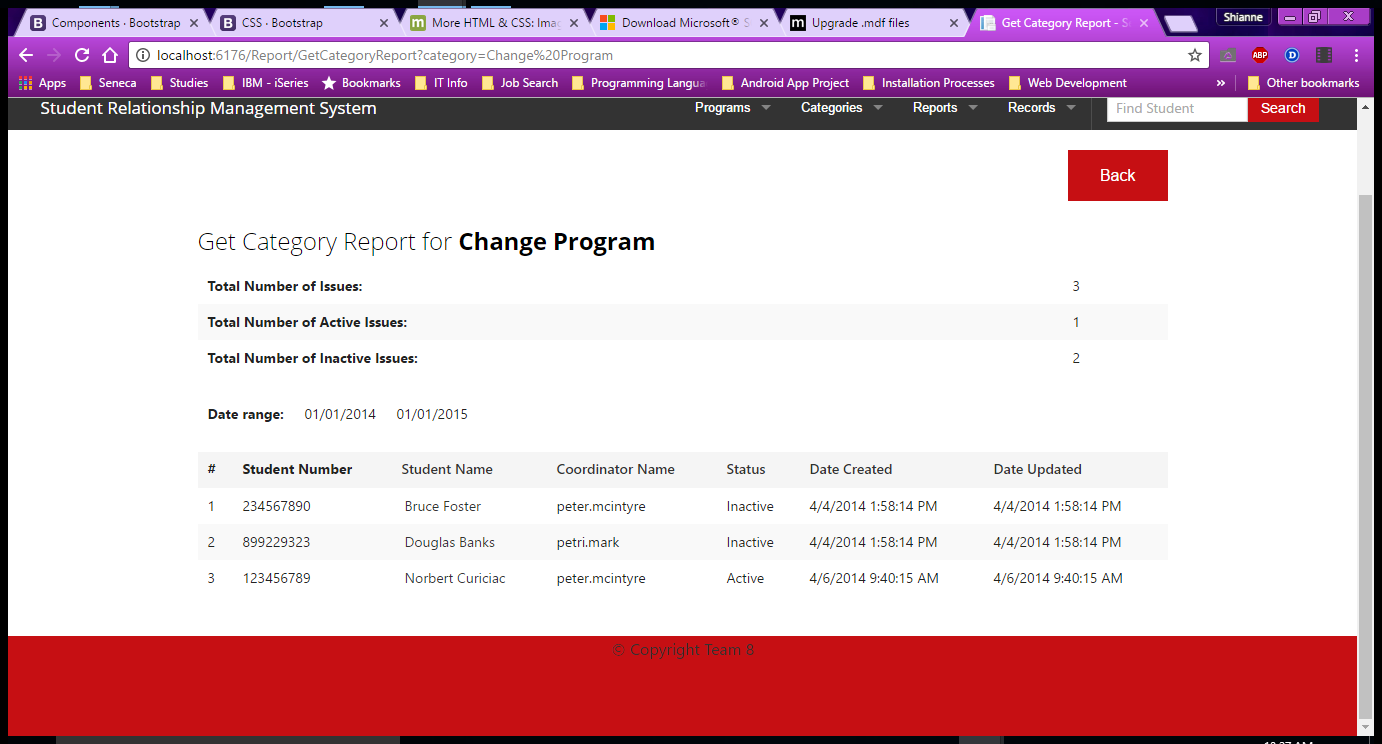 Components · Bootstrap
CSS · Bootstrap
More HTML & CSS: Imag
Download Microsoft® S
Upgrade .mdf files
Get Category Report - S
Shianne
localhost:6176/Report/GetCategoryReport?category=Change%20Program
ABP
D
Apps
Seneca
Studies
IBM - iSeries
Bookmarks
IT Info
Job Search
Programming Langua
Android App Project
Installation Processes
Web Development
»
Other bookmarks
Student Relationship Management System
Programs
Categories
Reports
Records
Find Student
Search
Back
Get Category Report for Change Program
Total Number of Issues: 3
Total Number of Active Issues: 1
Total Number of Inactive Issues: 2
Date range: 01/01/2014 01/01/2015
# Student Number Student Name Coordinator Name Status Date Created Date Updated
1 234567890 Bruce Foster peter.mcintyre Inactive 4/4/2014 1:58:14 PM 4/4/2014 1:58:14 PM
2 899229323 Douglas Banks petri.mark Inactive 4/4/2014 1:58:14 PM 4/4/2014 1:58:14 PM
3 123456789 Norbert Curiciac peter.mcintyre Active 4/6/2014 9:40:15 AM 4/6/2014 9:40:15 AM
© Copyright Team 8